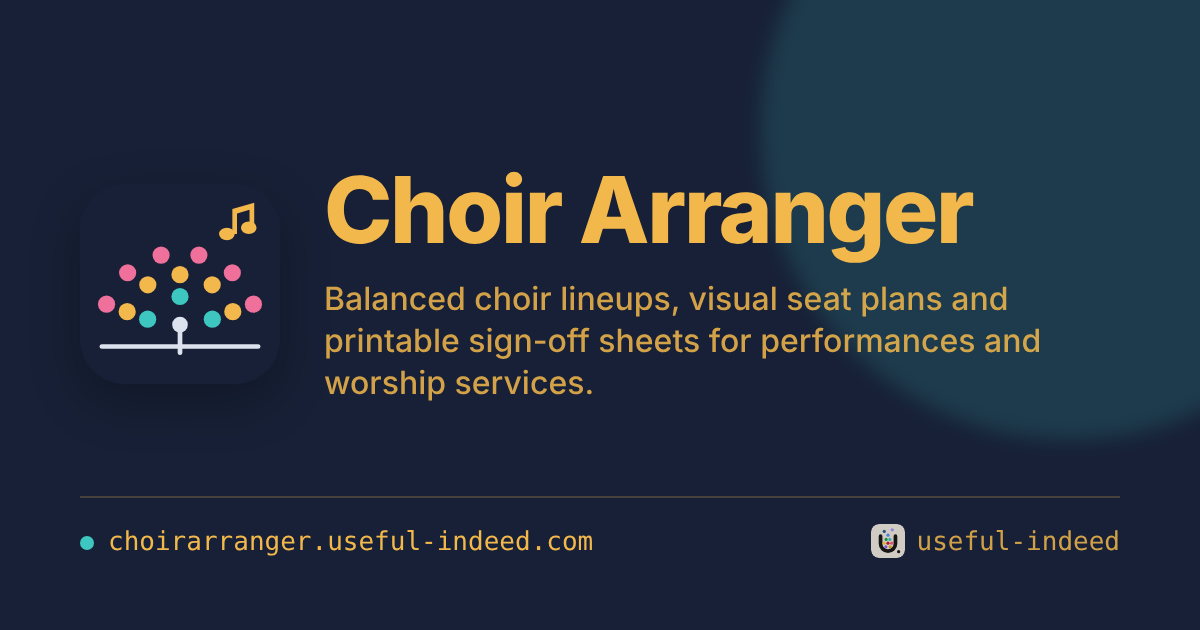 Choir Arranger
Balanced choir lineups, visual seat plans and
printable sign-off sheets for performances and
worship services.
choirarranger.useful-indeed.com
useful-indeed